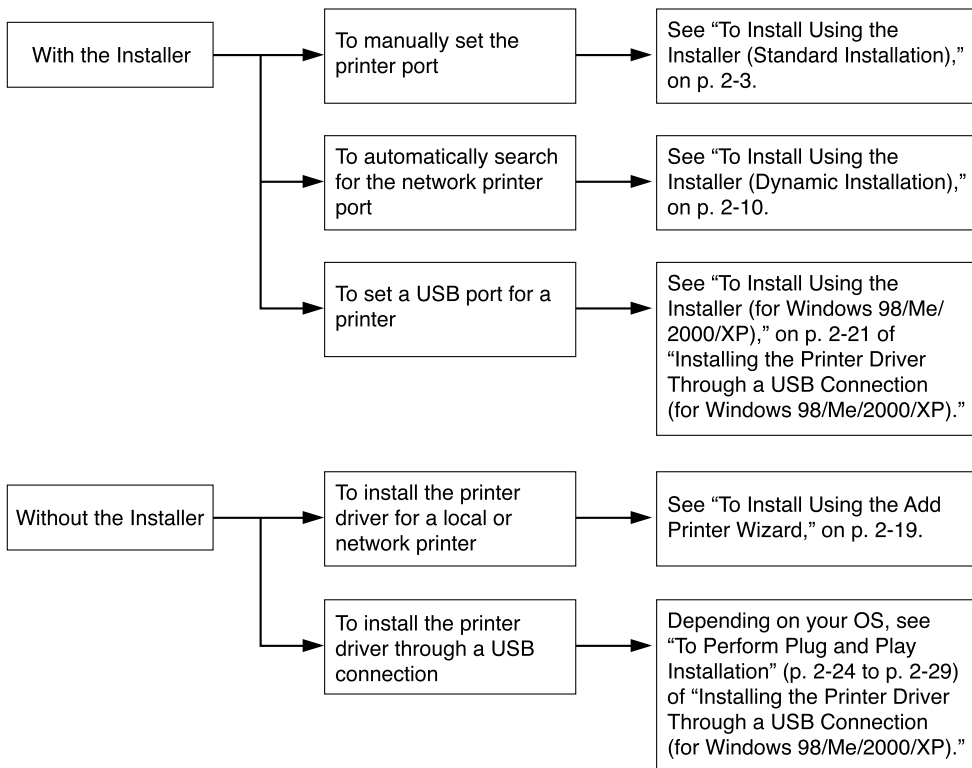 With the Installer
To manually set the
printer port
See “To Install Using the
Installer (Standard Installation),”
on p. 2-3.
To automatically search
for the network printer
port
See “To Install Using the
Installer (Dynamic Installation),”
on p. 2-10.
To set a USB port for a
printer
See “To Install Using the
Installer (for Windows 98/Me/
2000/XP),” on p. 2-21 of
“Installing the Printer Driver
Through a USB Connection
(for Windows 98/Me/2000/XP).”
Without the Installer
To install the printer
driver for a local or
network printer
See “To Install Using the Add
Printer Wizard,” on p. 2-19.
To install the printer
driver through a USB
connection
Depending on your OS, see
“To Perform Plug and Play
Installation” (p. 2-24 to p. 2-29)
of “Installing the Printer Driver
Through a USB Connection
(for Windows 98/Me/2000/XP).”